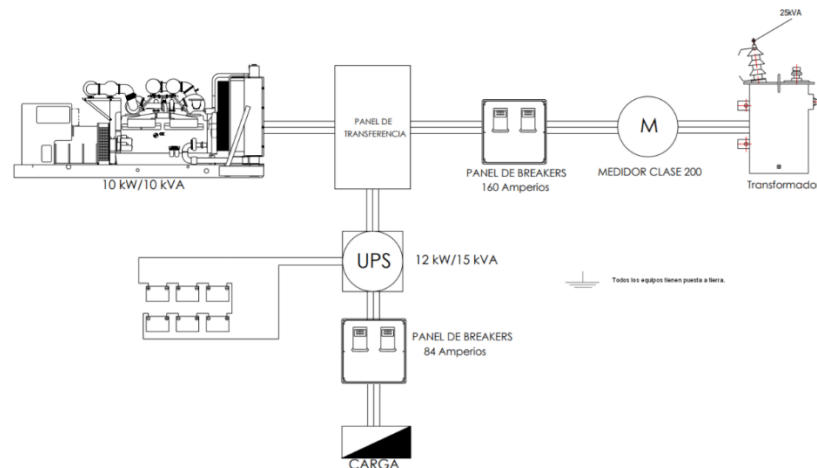 25kVA
PANEL DE
TRANSFERENCIA
M
10 kW/10 kVA
PANEL DE BREAKERS
160 Amperios
MEDIDOR CLASE 200
Transformado
UPS
12 kW/15 kVA
Todos los equipos tienen puesta a tierra.
PANEL DE BREAKERS
84 Amperios
CARGA